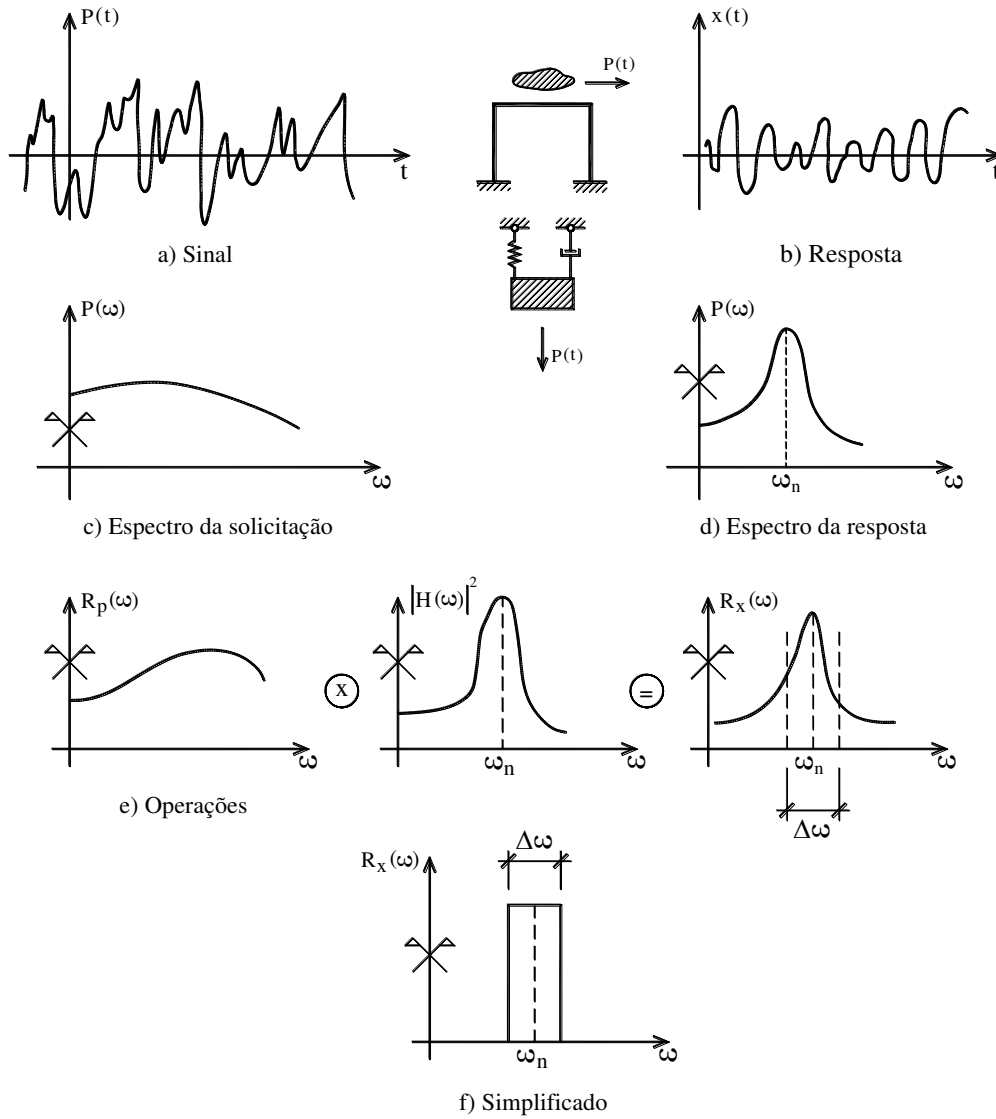 P(t)
t
P(t)
x(t)
t
a) Sinal
b) Resposta
P(t)
P(ω)
ω
P(ω)
ω
ωn
c) Espectro da solicitação
d) Espectro da resposta
Rp(ω)
ω
x
|H(ω)|²
ω
ωn
=
Rx(ω)
ω
ωn
Δω
e) Operações
Rx(ω)
Δω
ω
ωn
f) Simplificado